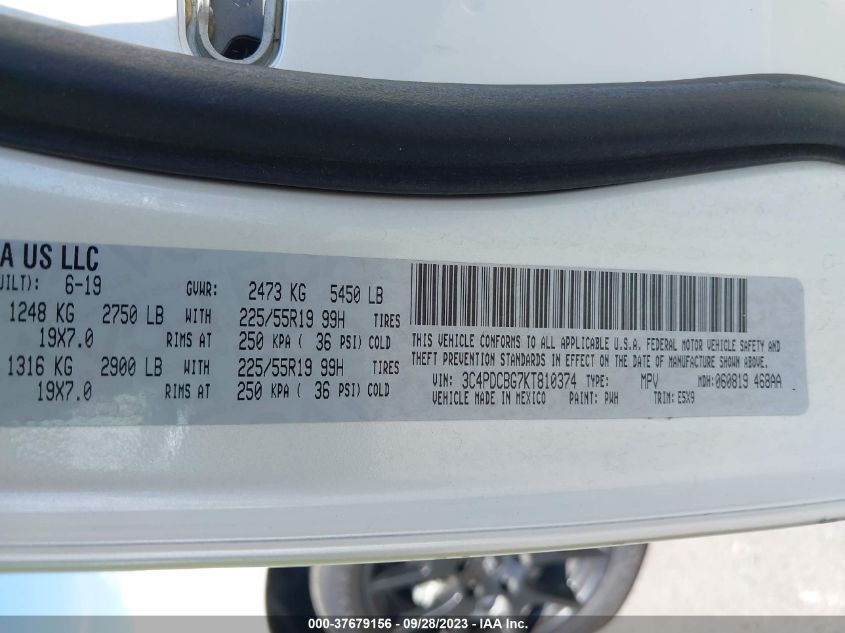 A US LLC
UILT): 6-19 GVWR: 2473 KG 5450 LB
1248 KG 2750 LB WITH 225/55R19 99H TIRES
19X7.0 RIMS AT 250 KPA ( 36 PSI) COLD
1316 KG 2900 LB WITH 225/55R19 99H TIRES
19X7.0 RIMS AT 250 KPA ( 36 PSI) COLD
THIS VEHICLE CONFORMS TO ALL APPLICABLE U.S.A. FEDERAL MOTOR VEHICLE SAFETY AND
THEFT PREVENTION STANDARDS IN EFFECT ON THE DATE OF MANUFACTURE SHOWN ABOVE.
VIN: 3C4PDCBG7KT810374 TYPE: MPV MDH:060819 468AA
VEHICLE MADE IN MEXICO PAINT: PWH TRIM: E5X9
000-37679156 - 09/28/2023 - IAA Inc.